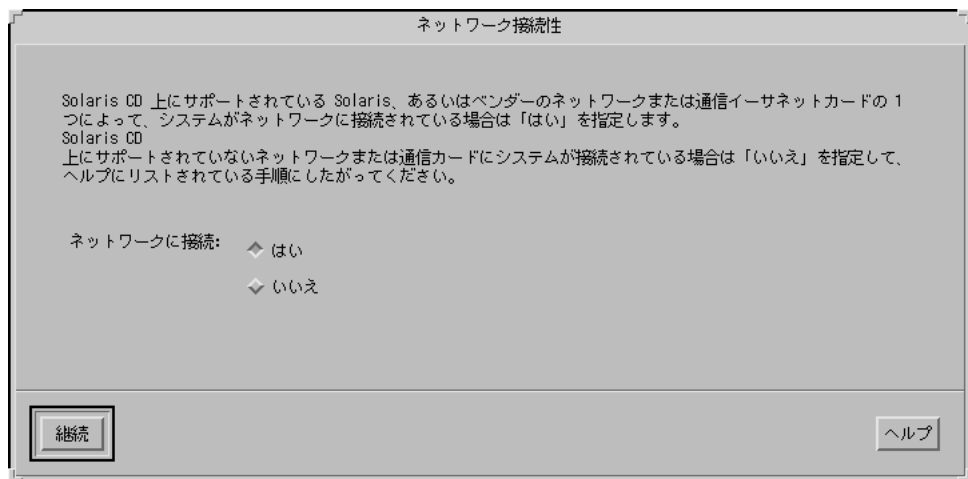 ネットワーク接続性
Solaris CD 上にサポートされている Solaris、あるいはベンダーのネットワークまたは通信イーサネットカードの 1
つによって、システムがネットワークに接続されている場合は「はい」を指定します。
Solaris CD
上にサポートされていないネットワークまたは通信カードにシステムが接続されている場合は「いいえ」を指定して、
ヘルプにリストされている手順にしたがってください。
ネットワークに接続:
はい
いいえ
継続
ヘルプ